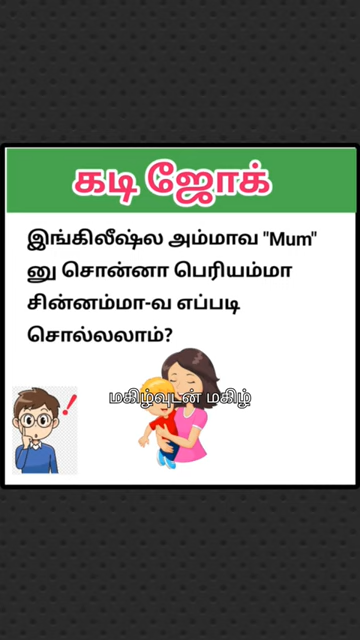 கடி ஜோக்
இங்கிலீஷ்ல அம்மாவ "Mum"
னு சொன்னா பெரியம்மா
சின்னம்மா-வ எப்படி
சொல்லலாம்?
மகிழ்வுடன் மகிழ்